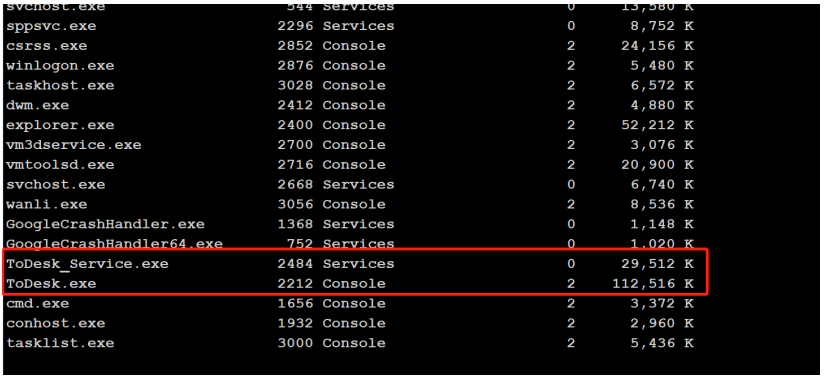 svchost.exe 544 Services 0 13,580 K
sppsvc.exe 2296 Services 0 8,752 K
csrss.exe 2852 Console 2 24,156 K
winlogon.exe 2876 Console 2 5,480 K
taskhost.exe 3028 Console 2 6,572 K
dwm.exe 2412 Console 2 4,880 K
explorer.exe 2400 Console 2 52,212 K
vm3dservice.exe 2700 Console 2 3,076 K
vmtoolsd.exe 2716 Console 2 20,900 K
svchost.exe 2668 Services 0 6,740 K
wanli.exe 3056 Console 2 8,536 K
GoogleCrashHandler.exe 1368 Services 0 1,148 K
GoogleCrashHandler64.exe 752 Services 0 1,020 K
ToDesk_Service.exe 2484 Services 0 29,512 K
ToDesk.exe 2212 Console 2 112,516 K
cmd.exe 1656 Console 2 3,372 K
conhost.exe 1932 Console 2 2,960 K
tasklist.exe 3000 Console 2 5,436 K